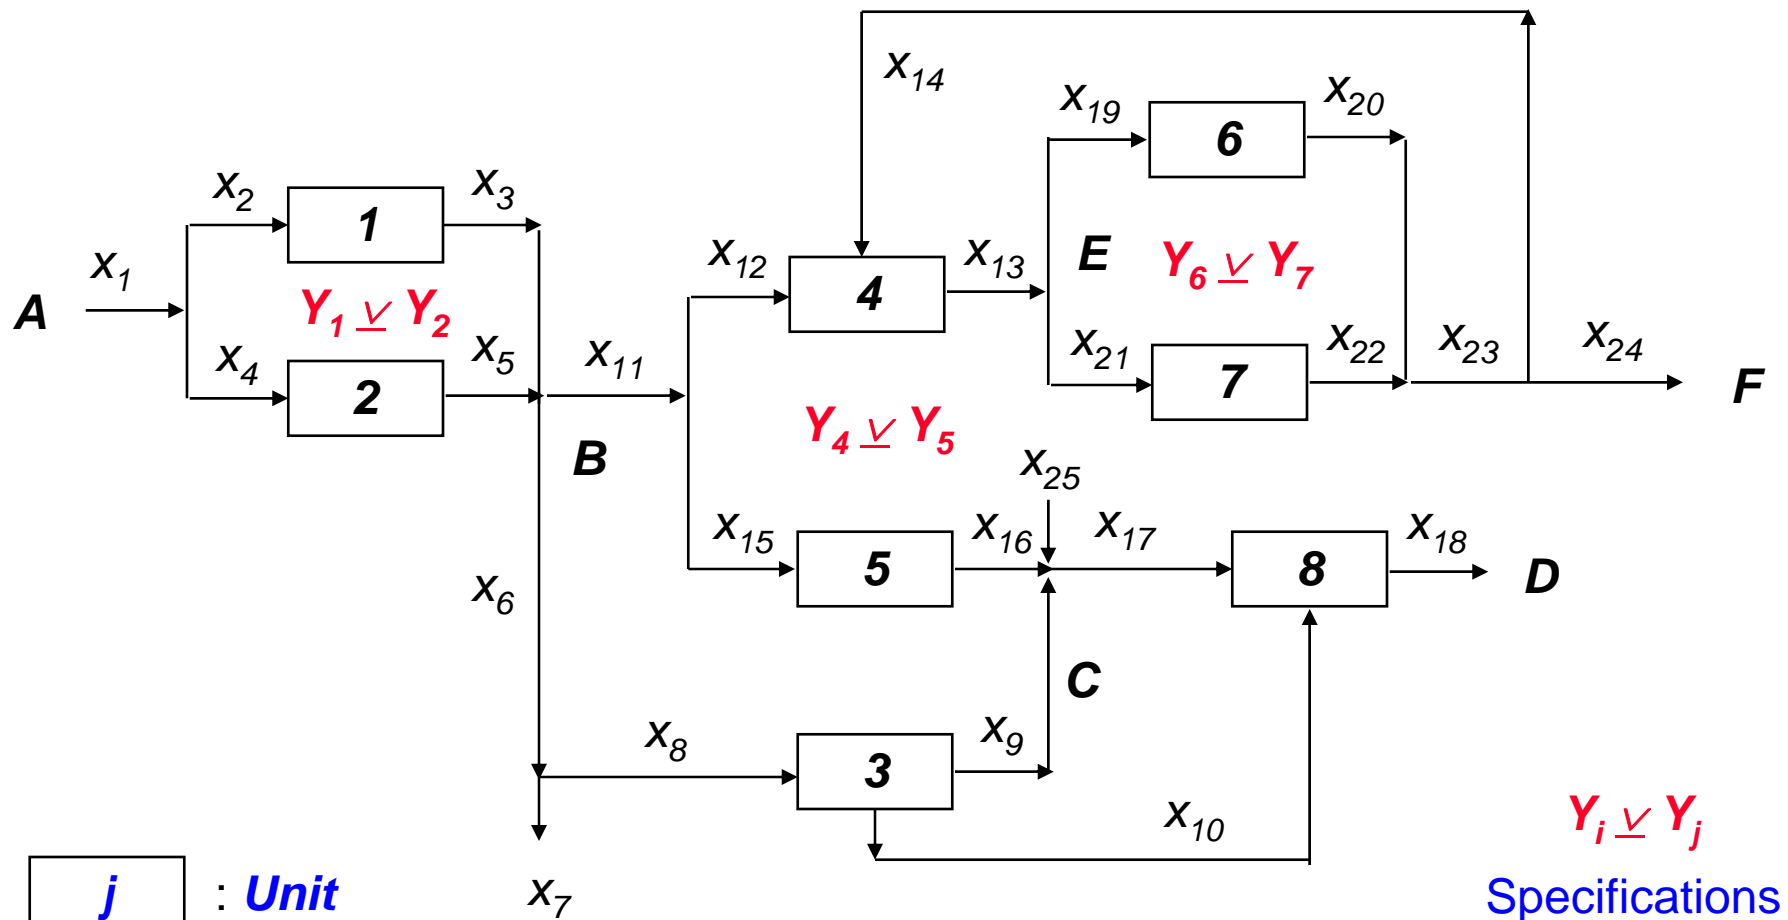 x14
x19
x20
6
x2
x3
1
x12
x13
E
Y6 ⊻ Y7
x1
4
A
Y1 ⊻ Y2
x4
x5
x11
x21
x22
x23
x24
2
7
F
Y4 ⊻ Y5
B
x25
x15
x16
x17
x18
5
8
D
x6
C
x8
x9
3
x10
Yi ⊻ Yj
j : Unit
x7
Specifications